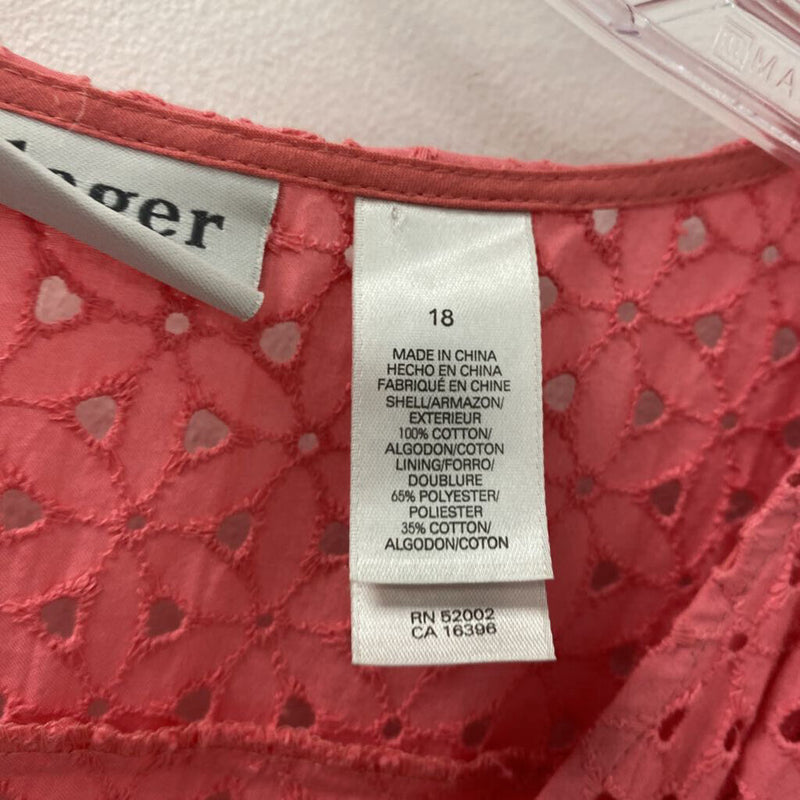 18
MADE IN CHINA
HECHO EN CHINA
FABRIQUÉ EN CHINE
SHELL/ARMAZON/
EXTERIEUR
100% COTTON/
ALGODON/COTON
LINING/FORRO/
DOUBLURE
65% POLYESTER/
POLIESTER
35% COTTON/
ALGODON/COTON
RN 52002
CA 16396